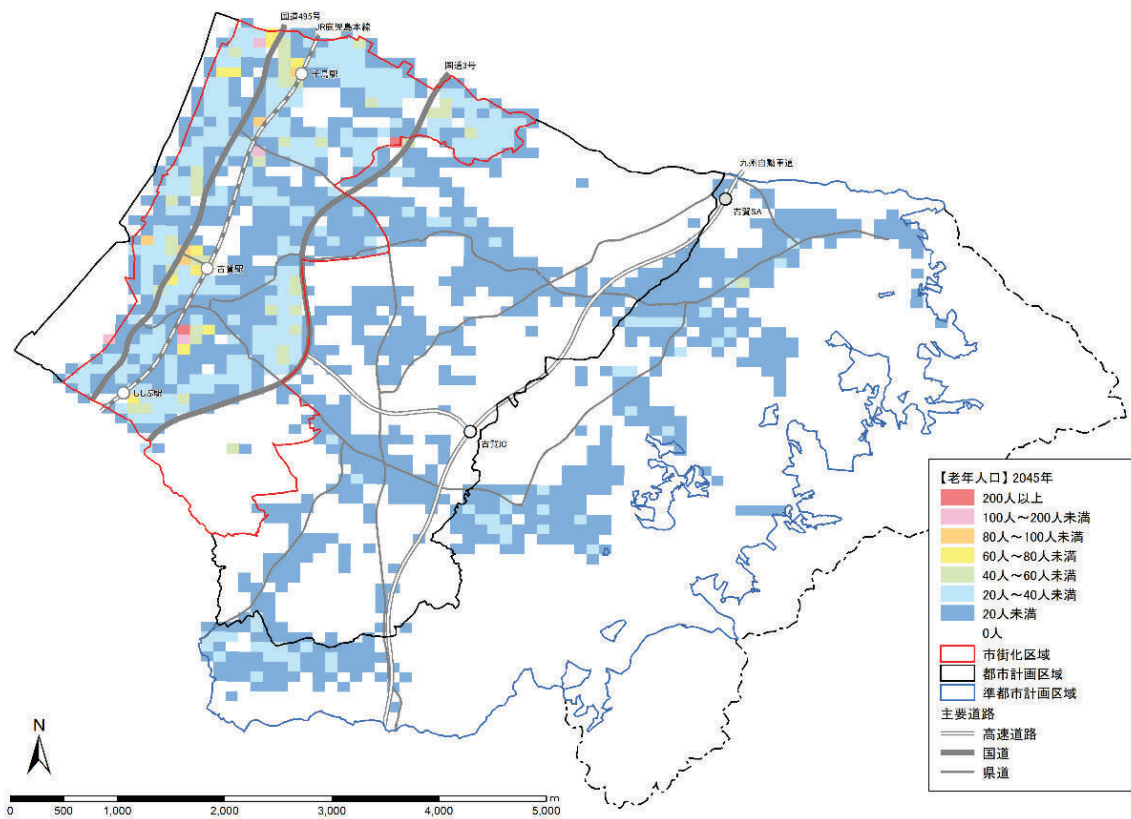 国道495号
JR鹿児島本線
千鳥駅
国道3号
九州自動車道
古賀SA
古賀駅
ししぶ駅
古賀IC
【老年人口】2045年
200人以上
100人～200人未満
80人～100人未満
60人～80人未満
40人～60人未満
20人～40人未満
20人未満
0人
市街化区域
都市計画区域
準都市計画区域
主要道路
高速道路
国道
県道
N
m
0 500 1,000 2,000 3,000 4,000 5,000